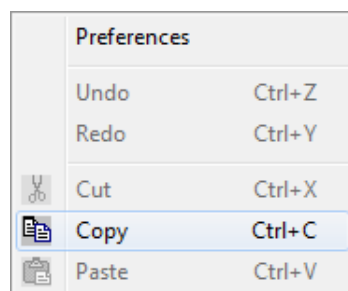 Preferences
Undo Ctrl+Z
Redo Ctrl+Y
Cut Ctrl+X
Copy Ctrl+C
Paste Ctrl+V